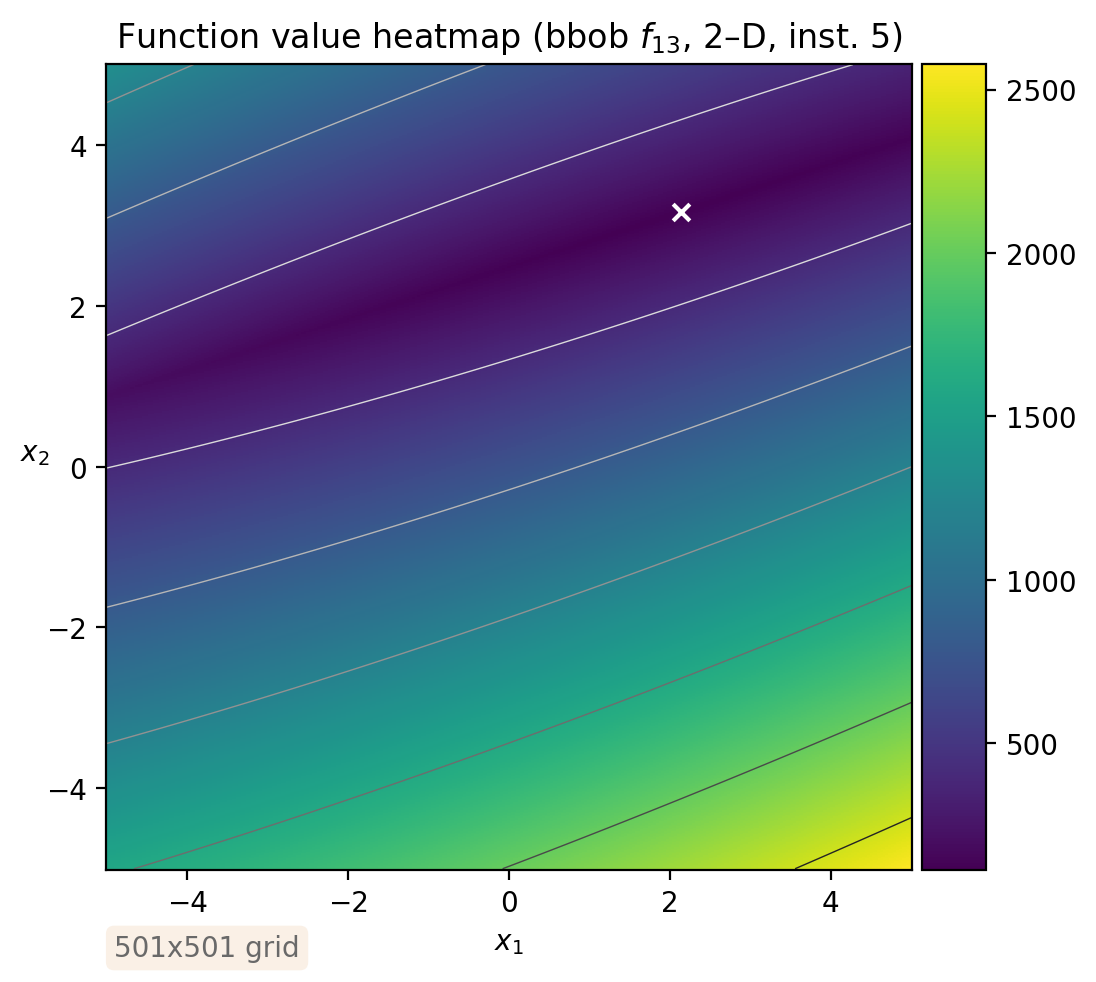 Function value heatmap (bbob f₁₃, 2–D, inst. 5)
4
2
0
−2
−4
x₂
−4 −2 0 2 4
x₁
2500
2000
1500
1000
500
501x501 grid